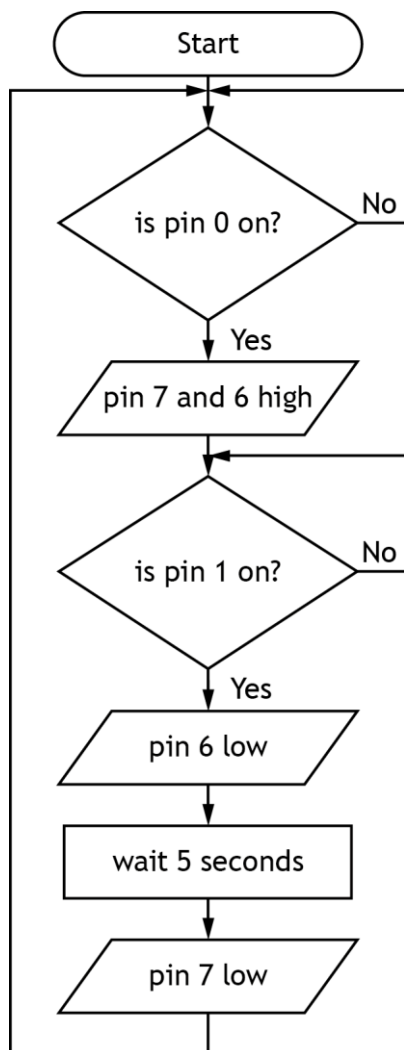 Start
is pin 0 on?
No
Yes
pin 7 and 6 high
is pin 1 on?
No
Yes
pin 6 low
wait 5 seconds
pin 7 low